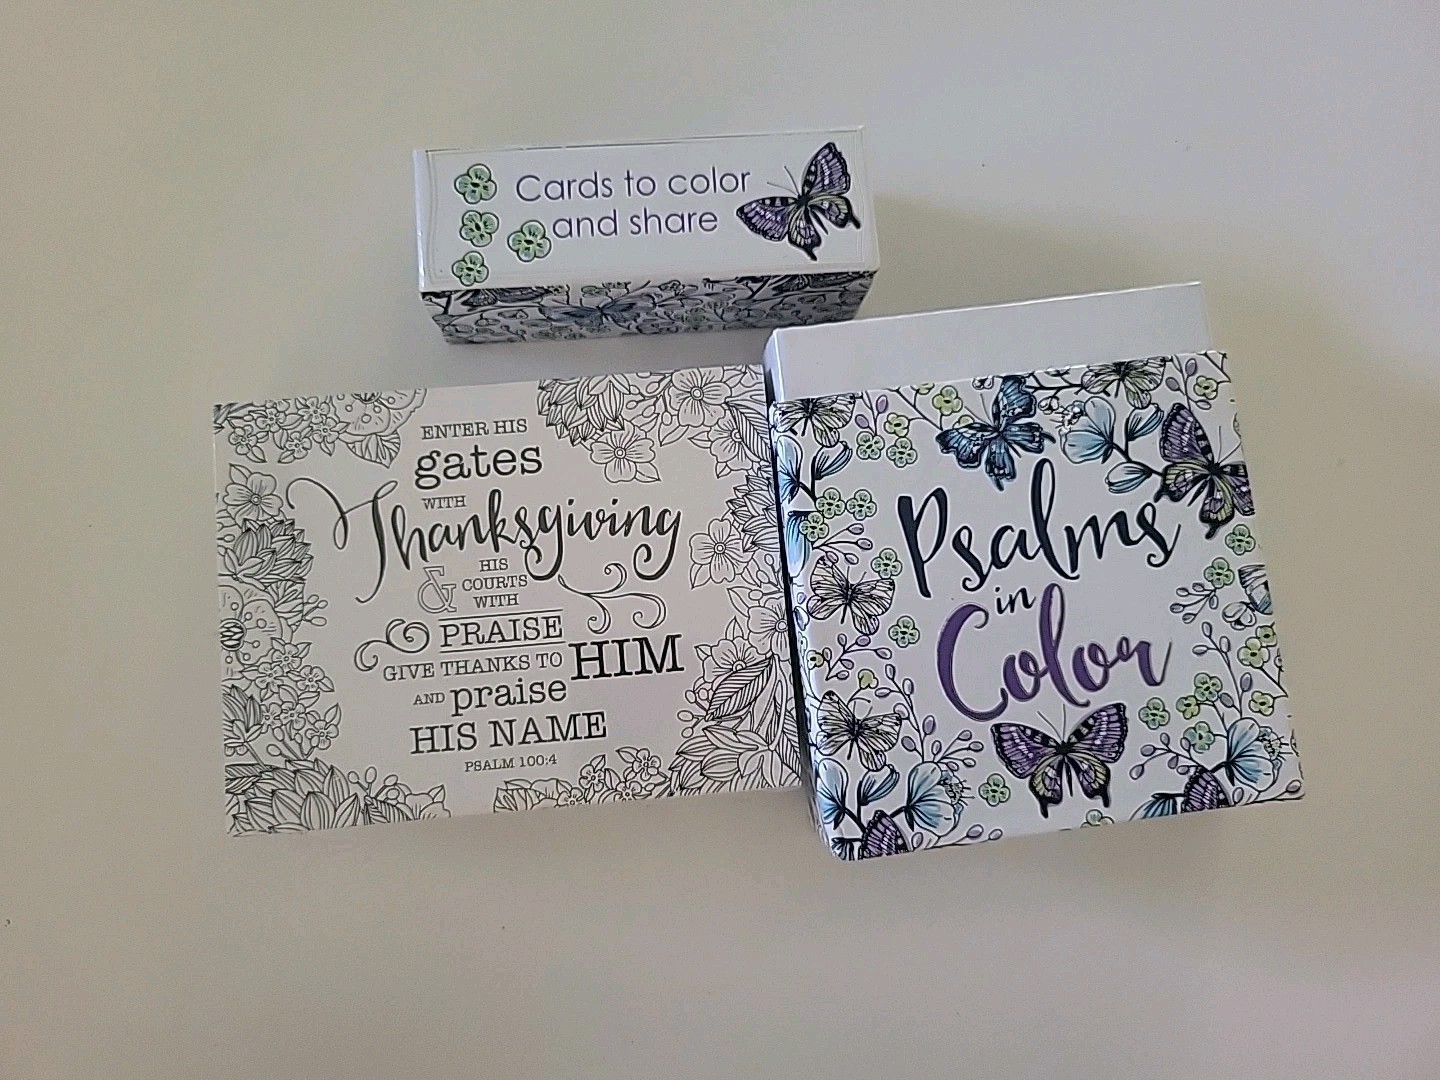 Cards to color
and share
ENTER HIS
gates
WITH
Thanksgiving
& HIS
COURTS
WITH
PRAISE
GIVE THANKS TO HIM
AND praise
HIS NAME
PSALM 100:4
Psalms
in
Color